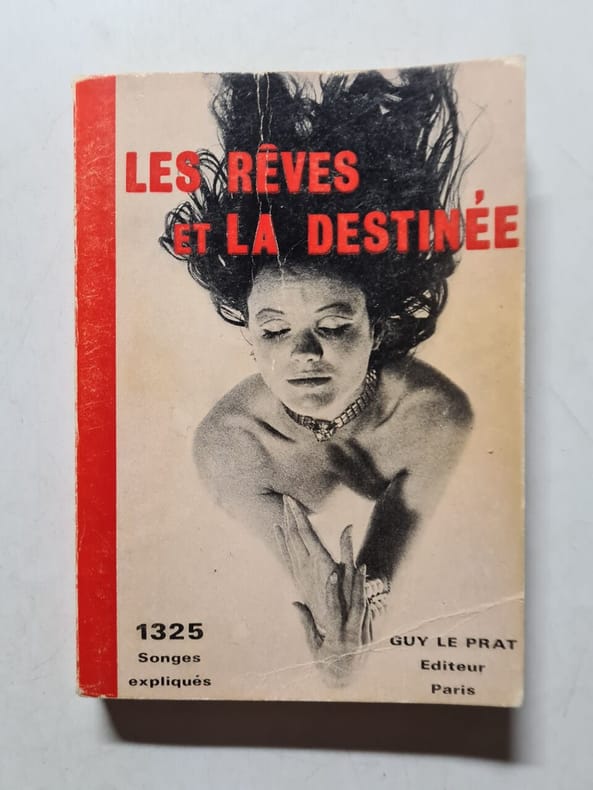 LES RÊVES
ET LA DESTINÉE
1325
Songes
expliqués
GUY LE PRAT
Editeur
Paris